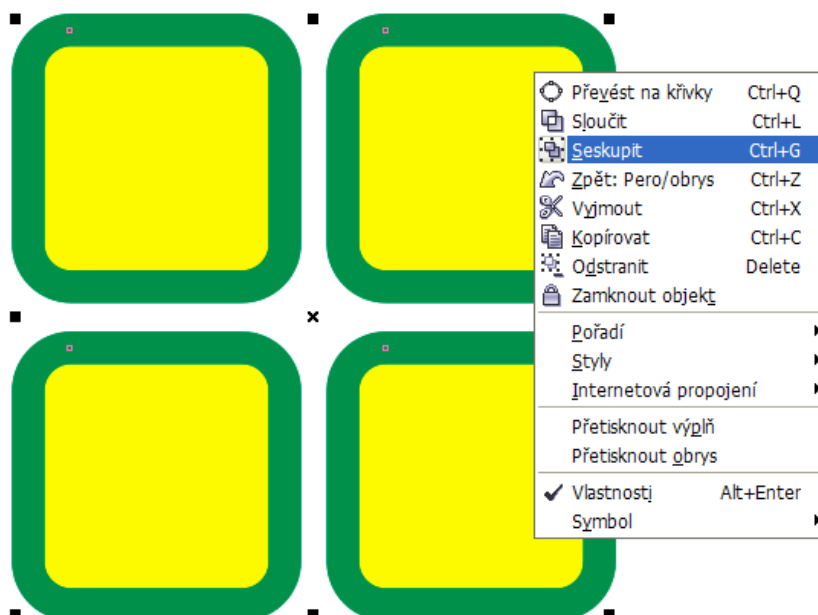 Převést na křivky Ctrl+Q
Sloučit Ctrl+L
Seskupit Ctrl+G
Zpět: Pero/obrys Ctrl+Z
Vyjmout Ctrl+X
Kopírovat Ctrl+C
Odstranit Delete
Zamknout objekt
Pořadí
Styly
Internetová propojení
Přetisknout výplň
Přetisknout obrys
Vlastnosti Alt+Enter
Symbol